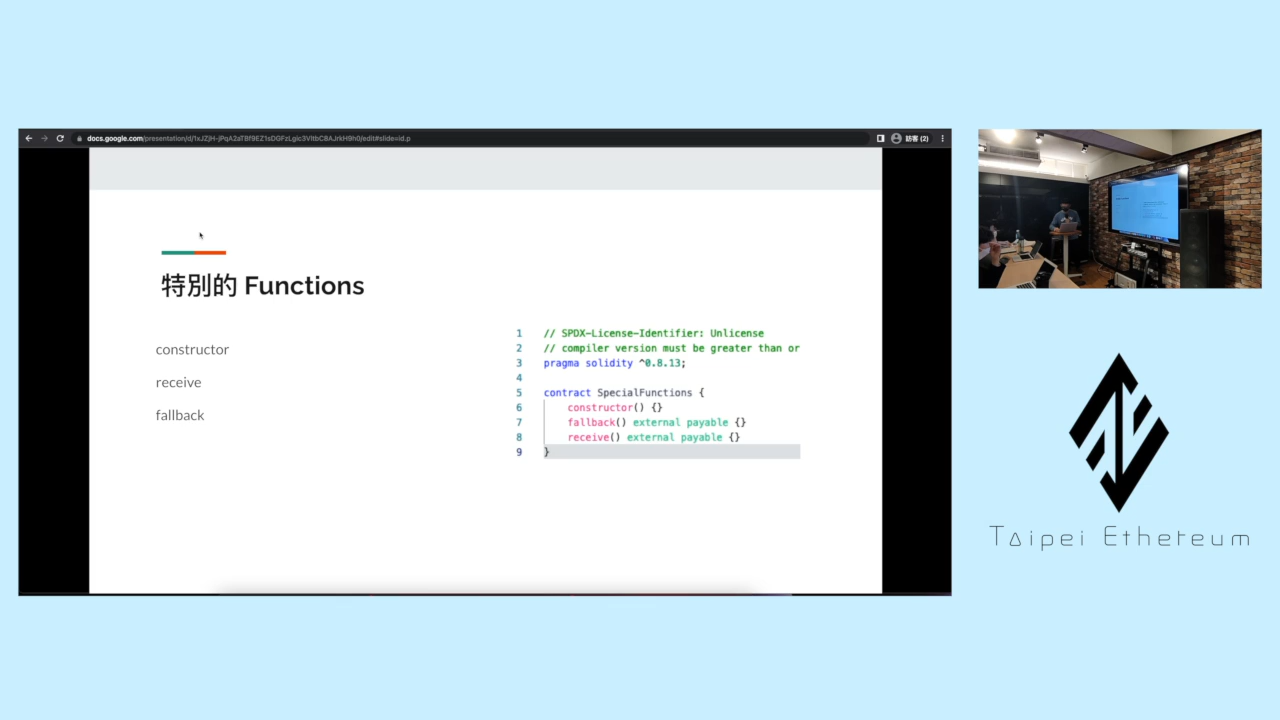 docs.google.com/presentation/d/1xJZjH-jPqA2aTBf9EZ1sDGFzLgic3VltbC8AJrkH9h0/edit#slide=id.p
訪客 (2)
特別的 Functions
constructor
receive
fallback
1 // SPDX-License-Identifier: Unlicense
2 // compiler version must be greater than or
3 pragma solidity ^0.8.13;
4
5 contract SpecialFunctions {
6 constructor() {}
7 fallback() external payable {}
8 receive() external payable {}
9 }
Taipei Ethereum